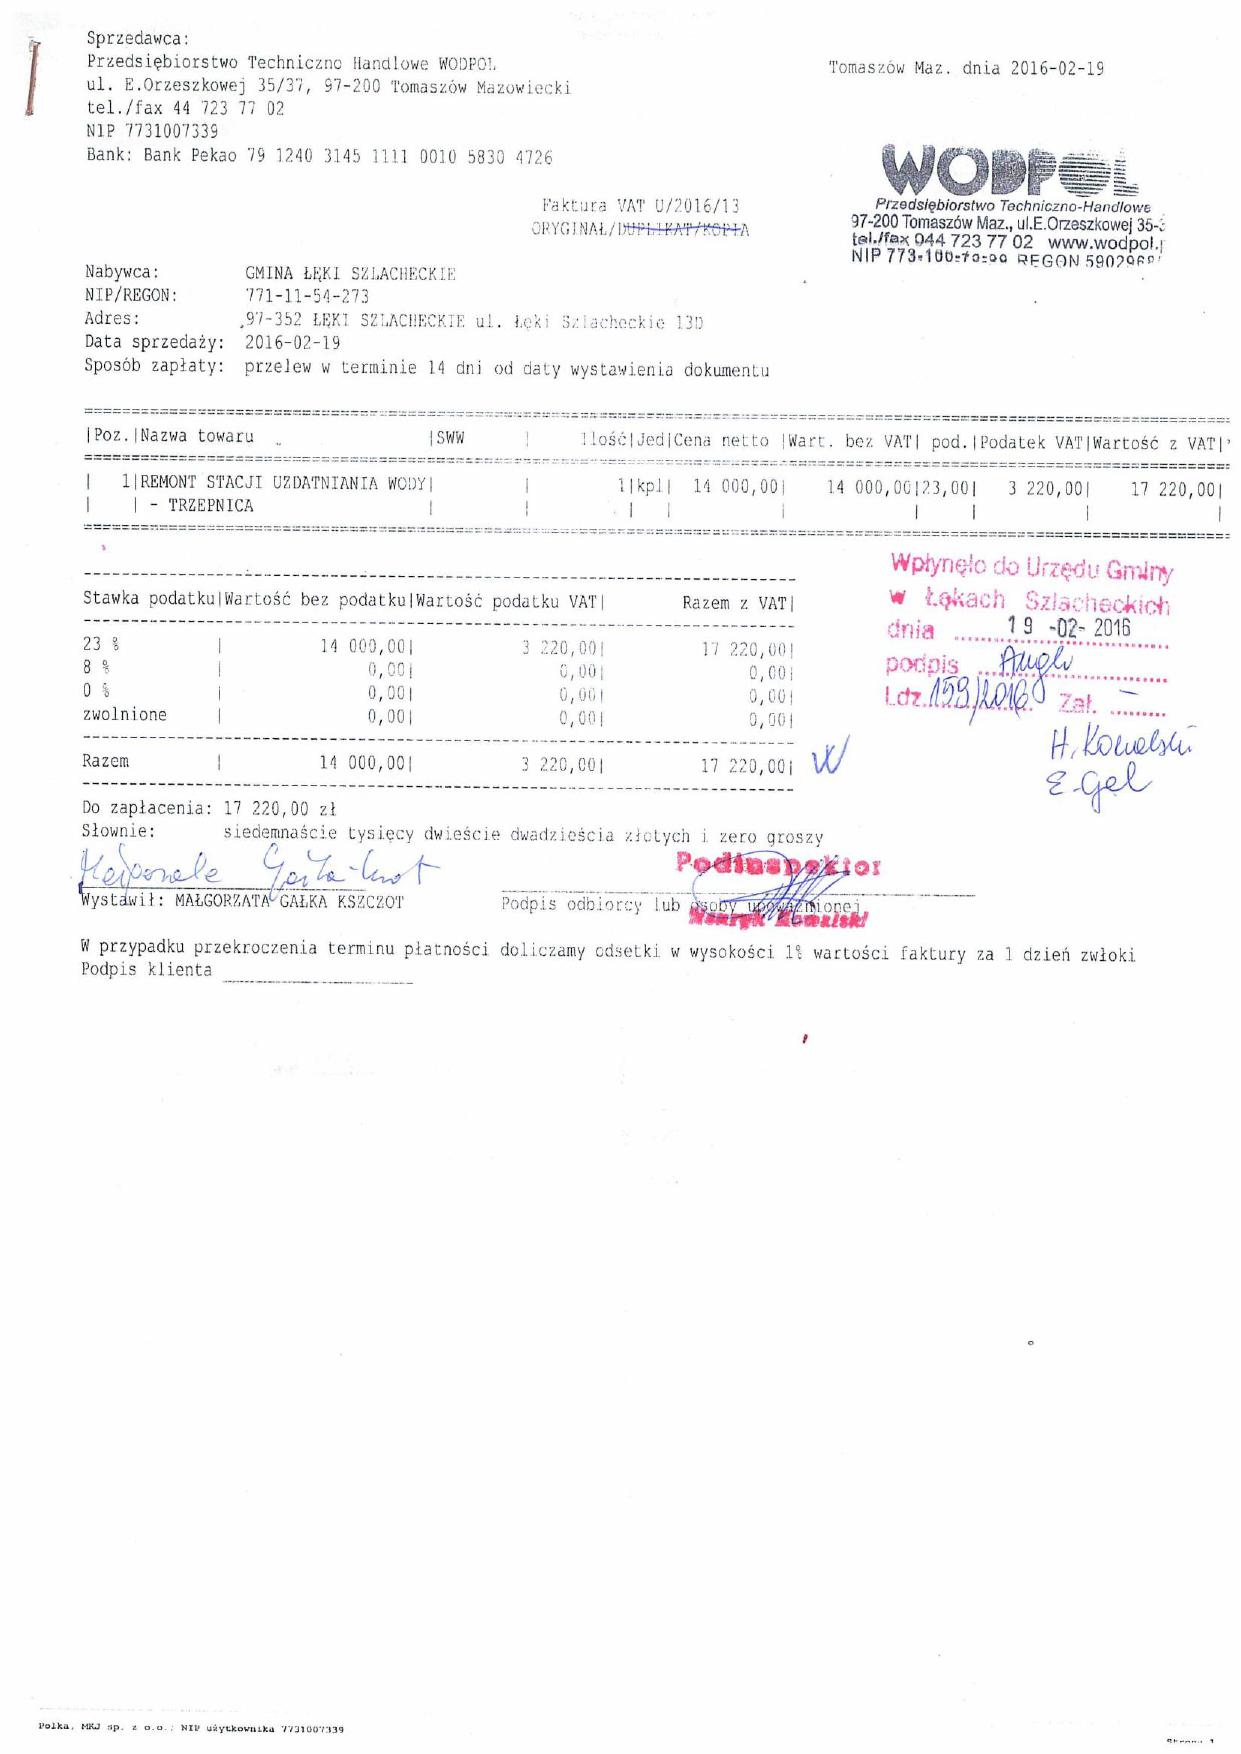 Sprzedawca:
Przedsiębiorstwo Techniczno Handlowe WODPOL
ul. E.Orzeszkowej 35/37, 97-200 Tomaszów Mazowiecki
tel./fax 44 723 77 02
NIP 7731007339
Bank: Bank Pekao 79 1240 3145 1111 0010 5830 4726
Tomaszów Maz. dnia 2016-02-19
WODPOL
Przedsiębiorstwo Techniczno-Handlowe
97-200 Tomaszów Maz., ul.E.Orzeszkowej 35-
tel./fax 044 723 77 02 www.wodpol.
NIP 773-100-73-39 REGON
Faktura VAT U/2016/13
ORYGINAŁ/DUPLIKAT/KOPIA
Nabywca: GMINA ŁĘKI SZLACHECKIE
NIP/REGON: 771-11-54-273
Adres: ,97-352 ŁĘKI SZLACHECKIE ul. Łęki Szlacheckie 13D
Data sprzedaży: 2016-02-19
Sposób zapłaty: przelew w terminie 14 dni od daty wystawienia dokumentu
|Poz.|Nazwa towaru |SWW | Ilość|Jed|Cena netto |Wart. bez VAT| pod.|Podatek VAT|Wartość z VAT|
| 1|REMONT STACJI UZDATNIANIA WODY| | 1|kpl| 14 000,00| 14 000,00|23,00| 3 220,00| 17 220,00|
| | - TRZEPNICA | | | | | | | | |
Wpłynęło do Urzędu Gminy
w Łękach Szlacheckich
dnia 19 -02- 2016
podpis
Ldz. 159/2016 Zał. –
H. Kowalski
E. Gęl
Stawka podatku|Wartość bez podatku|Wartość podatku VAT| Razem z VAT|
23 % | 14 000,00| 3 220,00| 17 220,00|
8 % | 0,00| 0,00| 0,00|
0 % | 0,00| 0,00| 0,00|
zwolnione | 0,00| 0,00| 0,00|
Razem | 14 000,00| 3 220,00| 17 220,00|
Do zapłacenia: 17 220,00 zł
Słownie: siedemnaście tysięcy dwieście dwadzieścia złotych i zero groszy
Podinspektor
Wystawił: MAŁGORZATA GAŁKA KSZCZOT
Podpis odbiorcy lub osoby upoważnionej
Henryk Kowalski
W przypadku przekroczenia terminu płatności doliczamy odsetki w wysokości 1% wartości faktury za 1 dzień zwłoki
Podpis klienta
Polka, MKJ sp. z o.o.; NIP użytkownika 7731007339
Strona 1